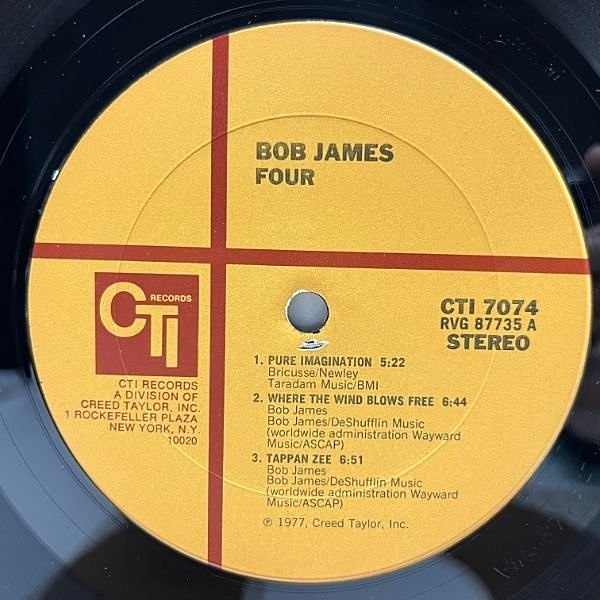 BOB JAMES
FOUR
CTI
RECORDS
CTI RECORDS
A DIVISION OF
CREED TAYLOR, INC.
1 ROCKEFELLER PLAZA
NEW YORK, N.Y.
10020
CTI 7074
RVG 87735 A
STEREO
1. PURE IMAGINATION 5:22
Bricusse/Newley
Taradam Music/BMI
2. WHERE THE WIND BLOWS FREE 6:44
Bob James
Bob James/DeShufflin Music
(worldwide administration Wayward
Music/ASCAP)
3. TAPPAN ZEE 6:51
Bob James
Bob James/DeShufflin Music
(worldwide administration Wayward
Music/ASCAP)
℗ 1977, Creed Taylor, Inc.